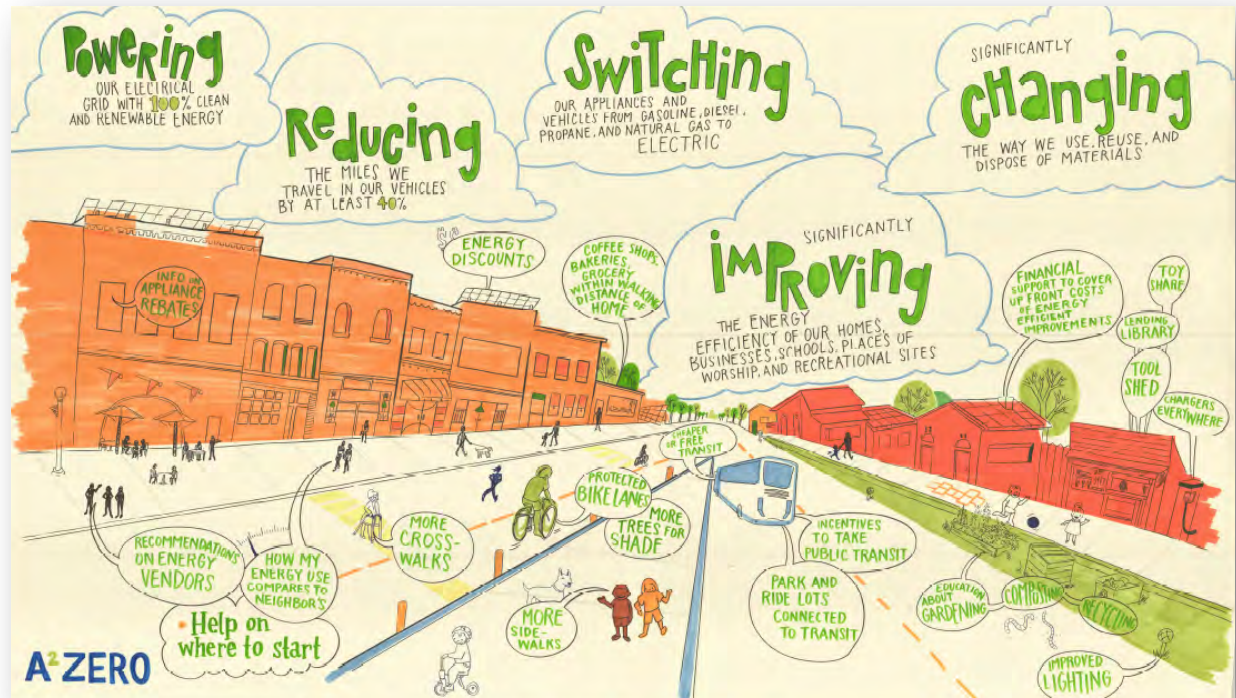 POWERING
OUR ELECTRICAL
GRID WITH 100% CLEAN
AND RENEWABLE ENERGY
REDUCING
THE MILES WE
TRAVEL IN OUR VEHICLES
BY AT LEAST 40%
SWITCHING
OUR APPLIANCES AND
VEHICLES FROM GASOLINE, DIESEL,
PROPANE, AND NATURAL GAS TO
ELECTRIC
SIGNIFICANTLY
CHANGING
THE WAY WE USE, REUSE, AND
DISPOSE OF MATERIALS
SIGNIFICANTLY
IMPROVING
THE ENERGY
EFFICIENCY OF OUR HOMES,
BUSINESSES, SCHOOLS, PLACES OF
WORSHIP, AND RECREATIONAL SITES
INFO ON
APPLIANCE
REBATES
ENERGY
DISCOUNTS
COFFEE SHOPS,
BAKERIES,
GROCERY
WITHIN WALKING
DISTANCE OF
HOME
FINANCIAL
SUPPORT TO COVER
UP FRONT COSTS
OF ENERGY
EFFICIENT
IMPROVEMENTS
TOY
SHARE
LENDING
LIBRARY
TOOL
SHED
CHARGERS
EVERYWHERE
CHEAPER
OR FREE
TRANSIT
PROTECTED
BIKE LANES
MORE
TREES FOR
SHADE
MORE
CROSS-
WALKS
RECOMMENDATIONS
ON ENERGY
VENDORS
HOW MY
ENERGY USE
COMPARES TO
NEIGHBOR'S
Help on
where to start
MORE
SIDE-
WALKS
INCENTIVES
TO TAKE
PUBLIC TRANSIT
PARK AND
RIDE LOTS
CONNECTED
TO TRANSIT
EDUCATION
ABOUT
GARDENING
COMPOSTING
RECYCLING
IMPROVED
LIGHTING
A²ZERO